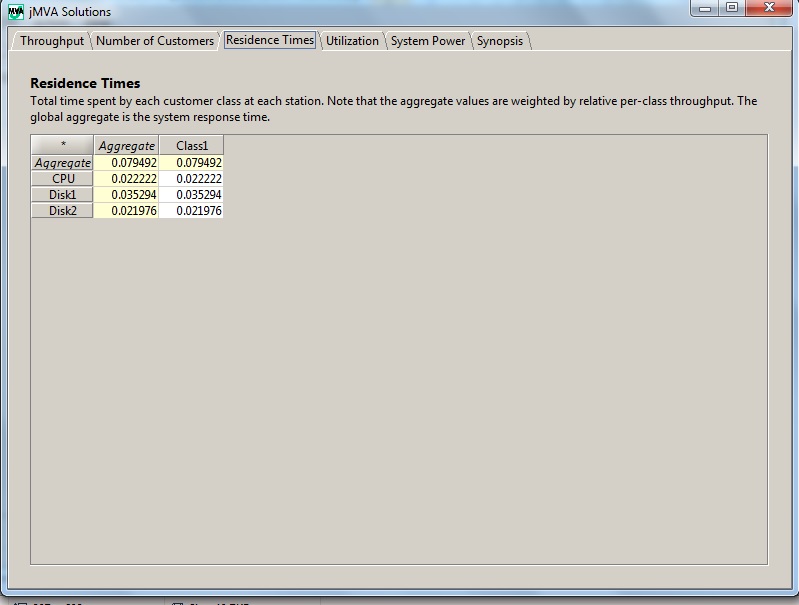 jMVA Solutions
Throughput Number of Customers Residence Times Utilization System Power Synopsis
Residence Times
Total time spent by each customer class at each station. Note that the aggregate values are weighted by relative per-class throughput. The
global aggregate is the system response time.
* Aggregate Class1
Aggregate 0.079492 0.079492
CPU 0.022222 0.022222
Disk1 0.035294 0.035294
Disk2 0.021976 0.021976